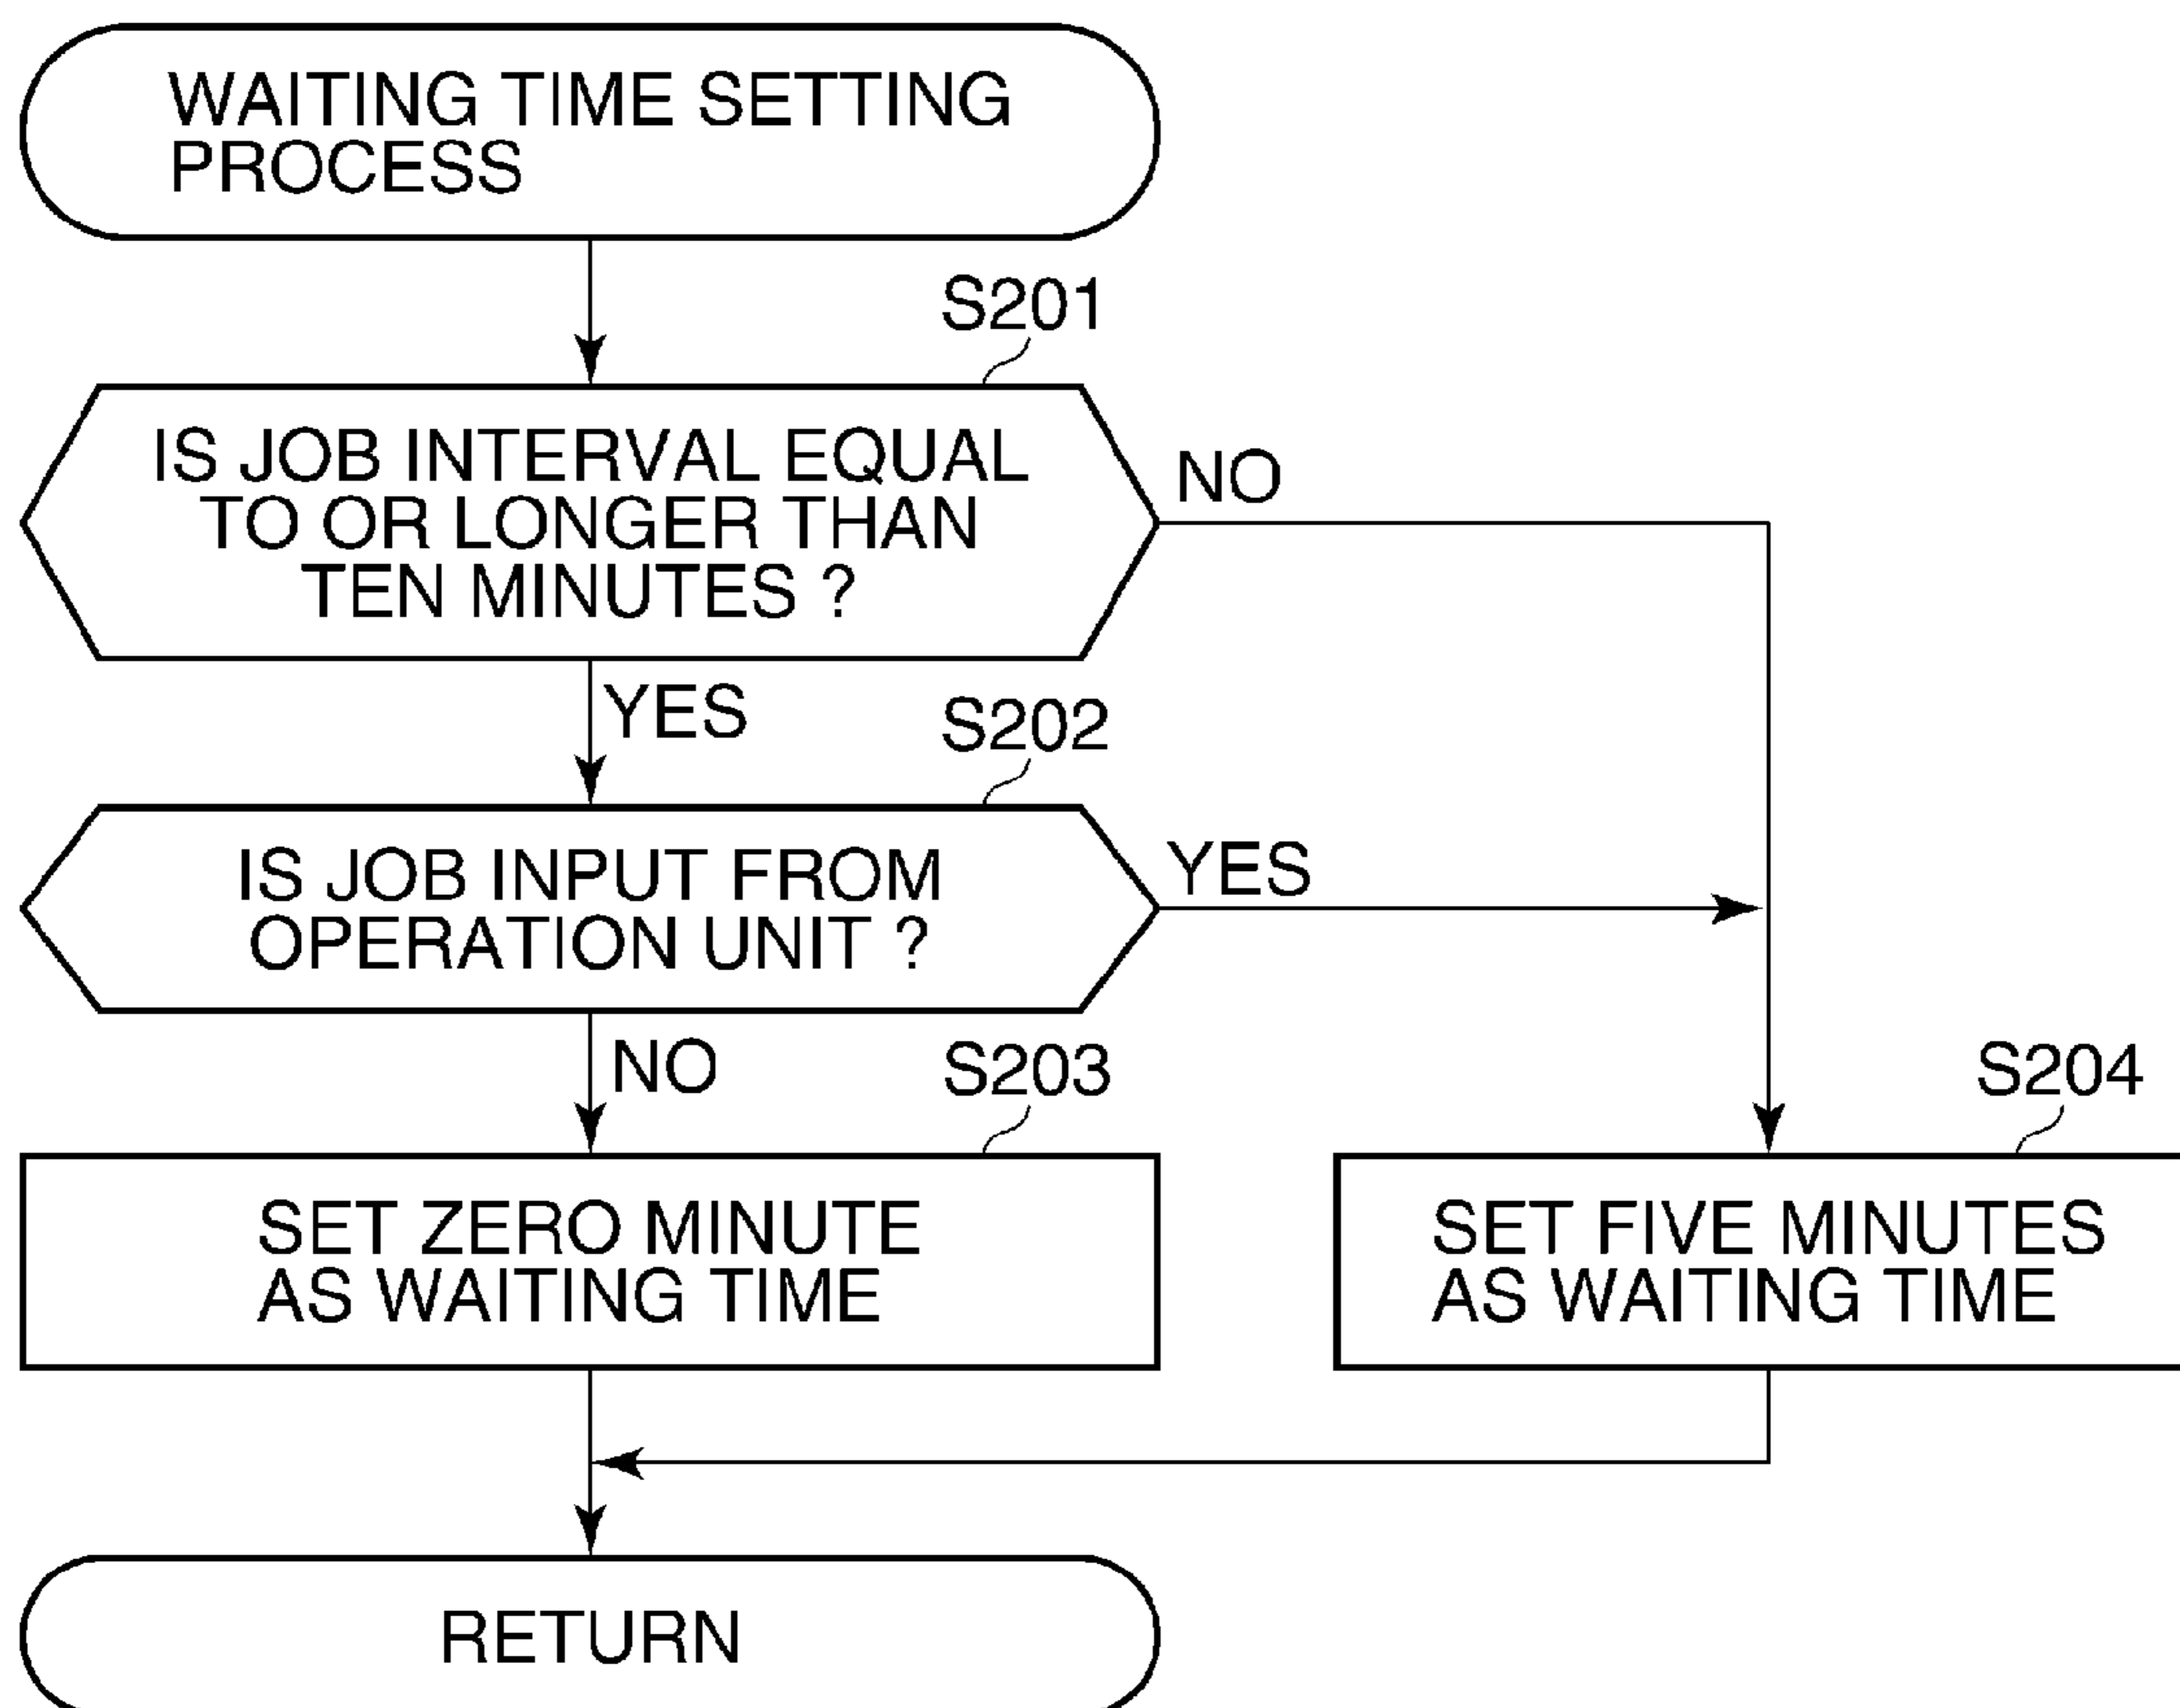 WAITING TIME SETTING
PROCESS
S201
IS JOB INTERVAL EQUAL
TO OR LONGER THAN
TEN MINUTES ?
NO
YES
S202
IS JOB INPUT FROM
OPERATION UNIT ?
YES
NO
S203
SET ZERO MINUTE
AS WAITING TIME
S204
SET FIVE MINUTES
AS WAITING TIME
RETURN